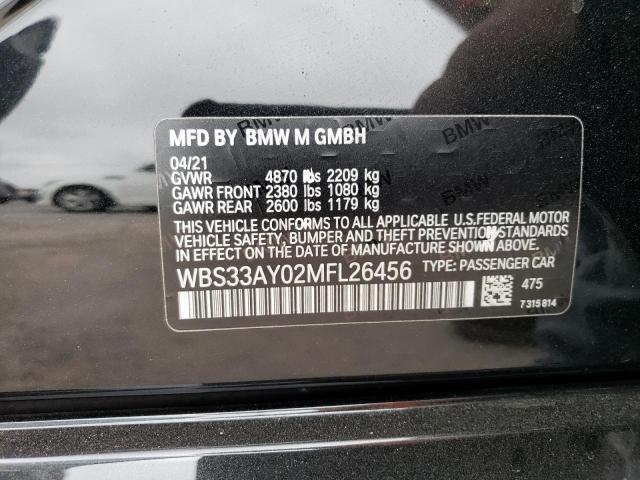 MFD BY BMW M GMBH
04/21
GVWR 4870 lbs 2209 kg
GAWR FRONT 2380 lbs 1080 kg
GAWR REAR 2600 lbs 1179 kg
THIS VEHICLE CONFORMS TO ALL APPLICABLE U.S.FEDERAL MOTOR
VEHICLE SAFETY, BUMPER AND THEFT PREVENTION STANDARDS
IN EFFECT ON THE DATE OF MANUFACTURE SHOWN ABOVE.
WBS33AY02MFL26456 TYPE: PASSENGER CAR
475
7315814